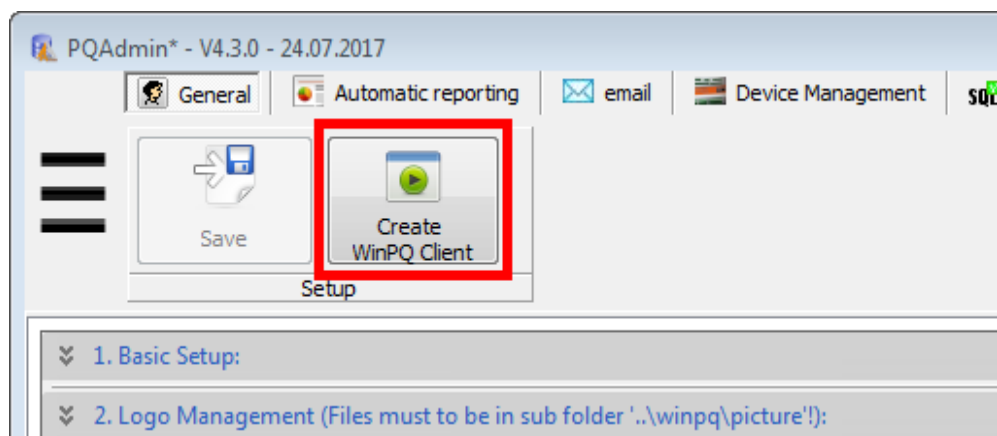 PQAdmin* - V4.3.0 - 24.07.2017
General Automatic reporting email Device Management SQL
Save
Create
WinPQ Client
Setup
1. Basic Setup:
2. Logo Management (Files must to be in sub folder '..\winpq\picture'!):